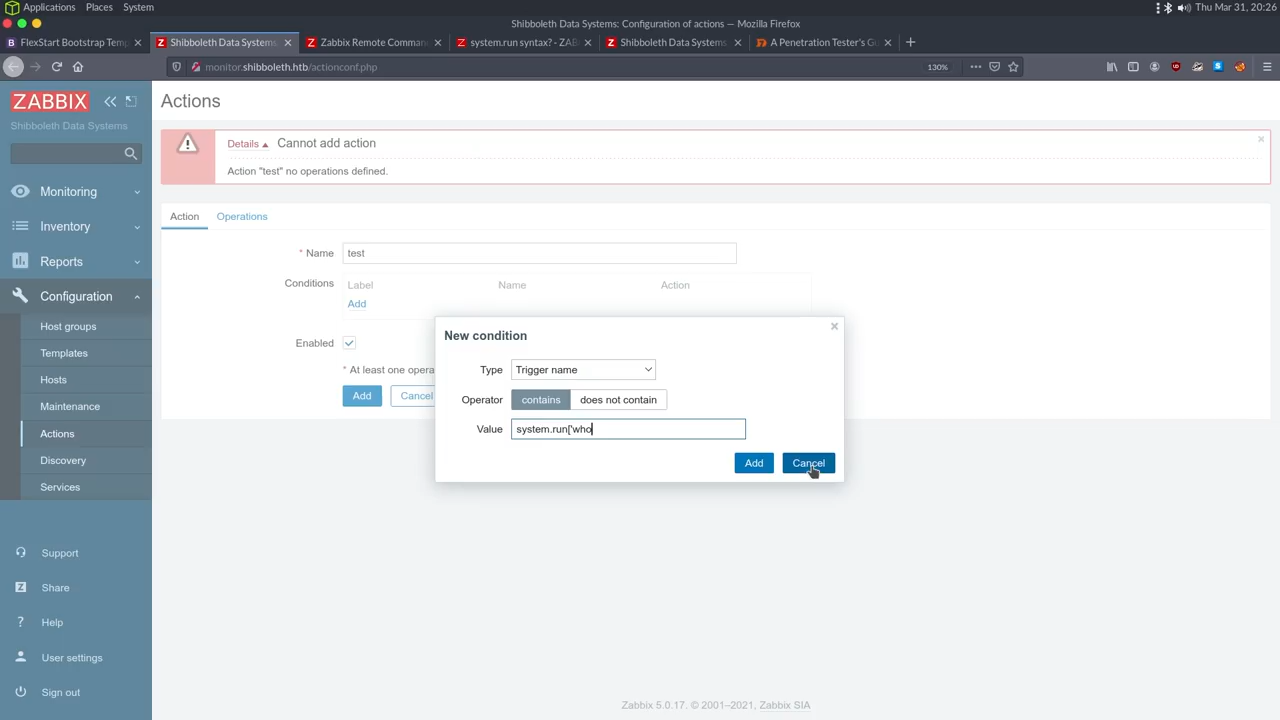 Applications Places System Thu Mar 31, 20:26
Shibboleth Data Systems: Configuration of actions — Mozilla Firefox
FlexStart Bootstrap Temp Shibboleth Data Systems Zabbix Remote Comman system.run syntax? - ZAB Shibboleth Data Systems A Penetration Tester's Gu
monitor.shibboleth.htb/actionconf.php 130%
ZABBIX
Shibboleth Data Systems
Monitoring
Inventory
Reports
Configuration
Host groups
Templates
Hosts
Maintenance
Actions
Discovery
Services
Support
Share
Help
User settings
Sign out
Actions
Details Cannot add action
Action "test" no operations defined.
Action Operations
* Name test
Conditions Label Name Action
Add
Enabled
* At least one opera
Add Cancel
New condition
Type Trigger name
Operator contains does not contain
Value system.run['who
Add Cancel
Zabbix 5.0.17. © 2001–2021, Zabbix SIA